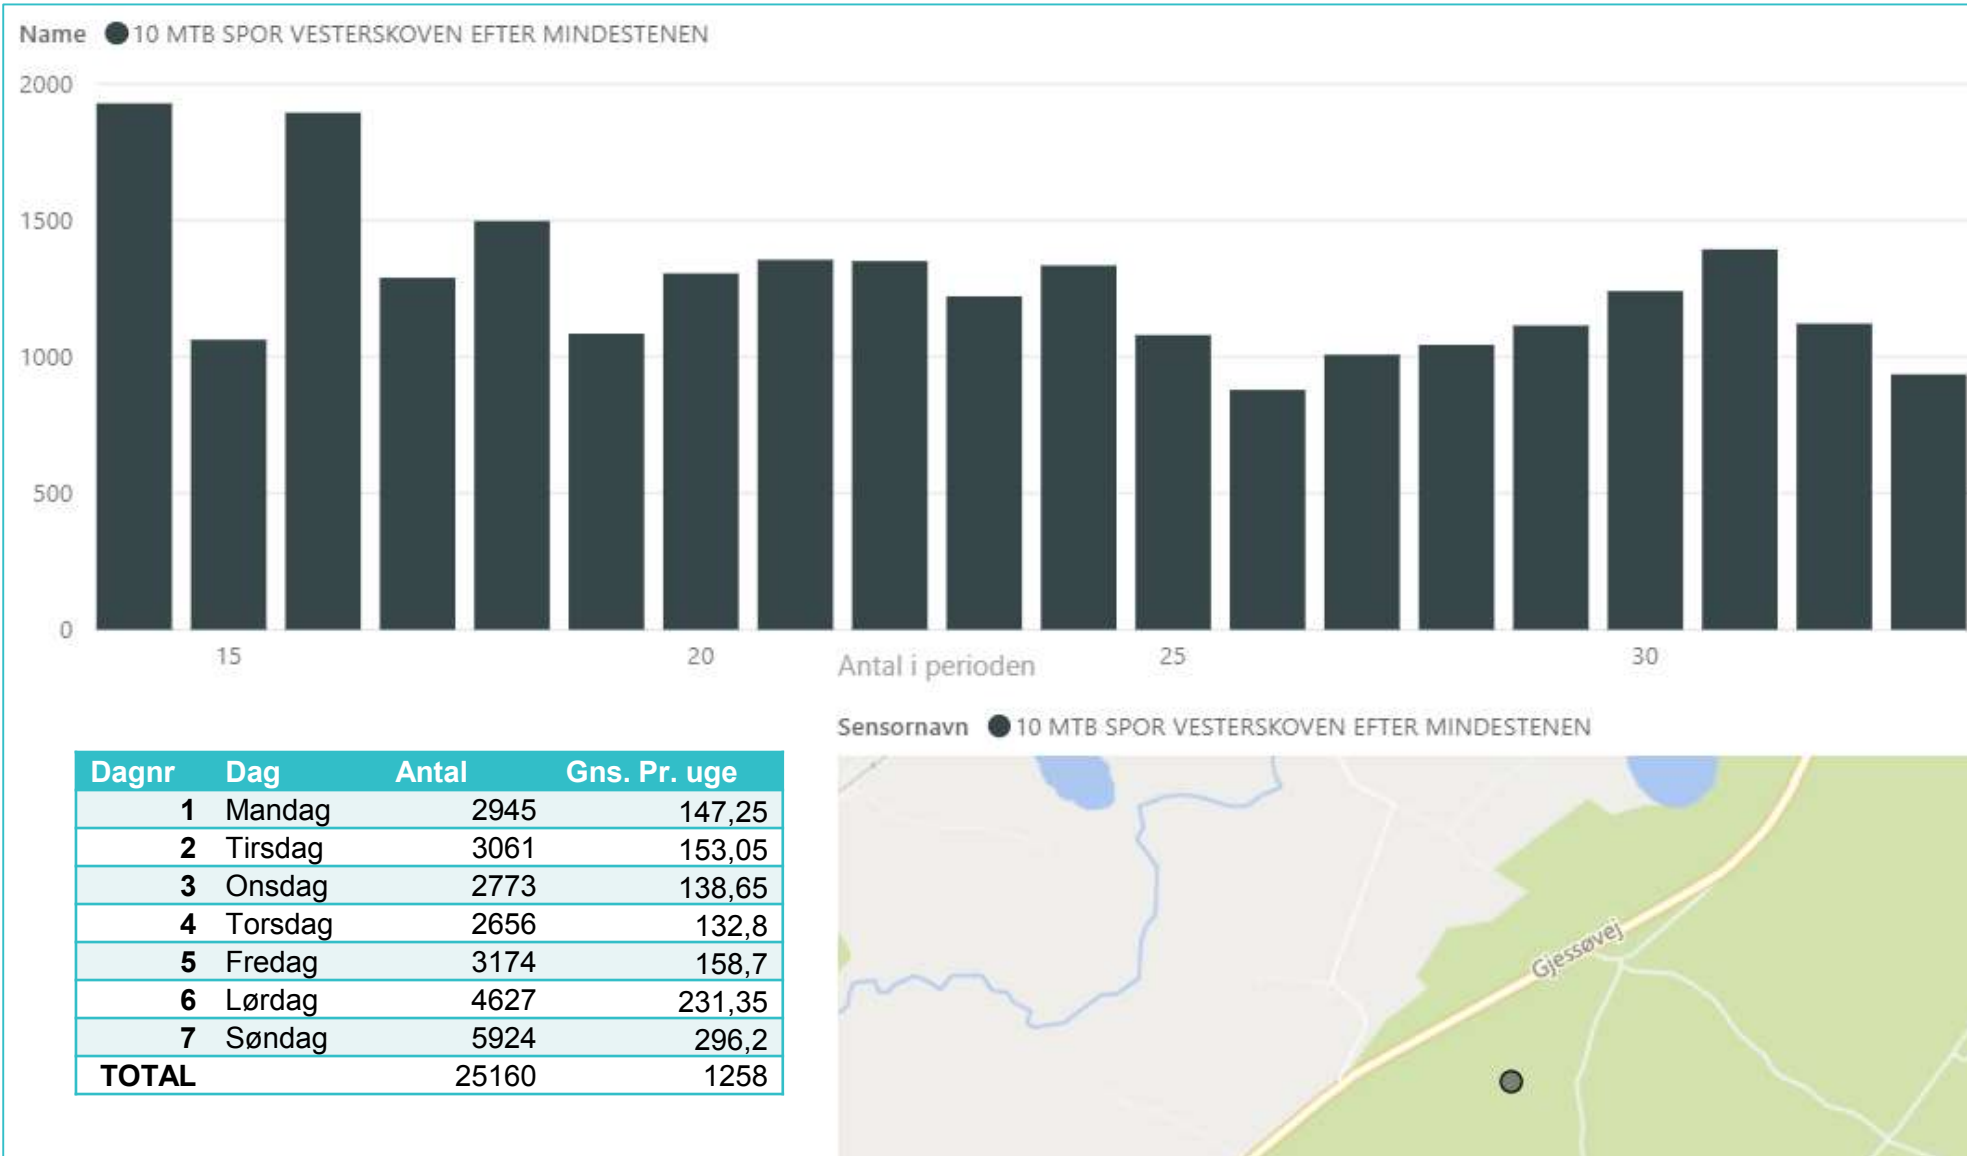 Name 10 MTB SPOR VESTERSKOVEN EFTER MINDESTENEN
2000
1500
1000
500
0
15 20 25 30
Antal i perioden
Sensornavn 10 MTB SPOR VESTERSKOVEN EFTER MINDESTENEN
Dagnr Dag Antal Gns. Pr. uge
1 Mandag 2945 147,25
2 Tirsdag 3061 153,05
3 Onsdag 2773 138,65
4 Torsdag 2656 132,8
5 Fredag 3174 158,7
6 Lørdag 4627 231,35
7 Søndag 5924 296,2
TOTAL 25160 1258
Gjessøvej